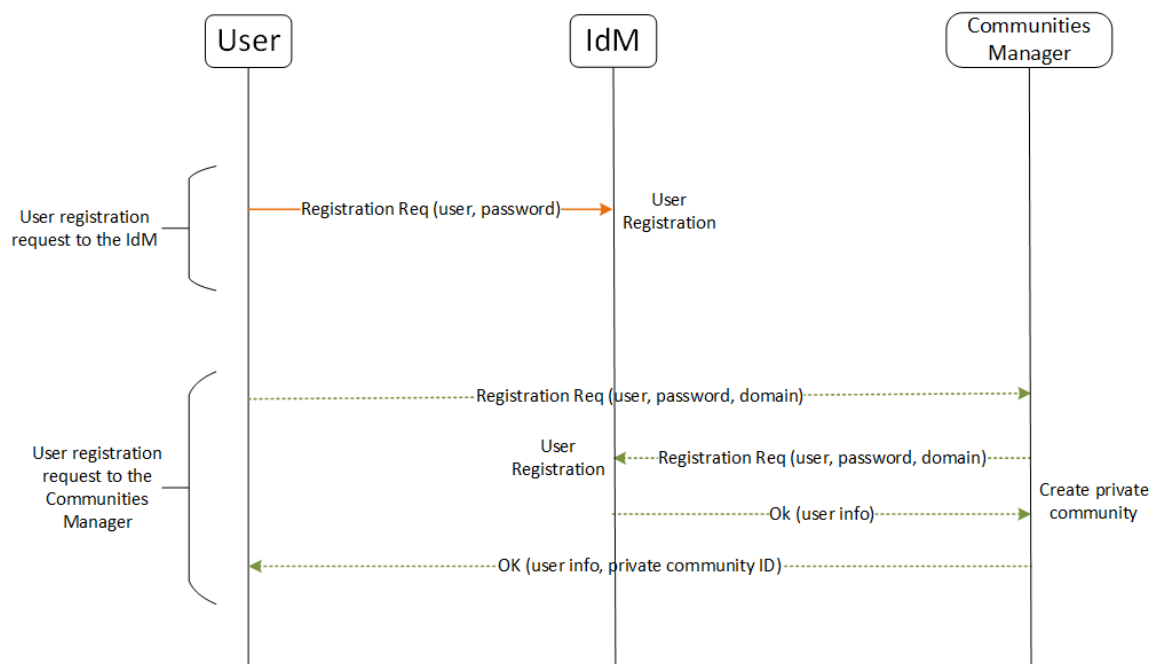 User
IdM
Communities
Manager
User registration
request to the IdM
Registration Req (user, password)
User
Registration
User registration
request to the
Communities
Manager
Registration Req (user, password, domain)
User
Registration
Registration Req (user, password, domain)
Ok (user info)
Create private
community
OK (user info, private community ID)